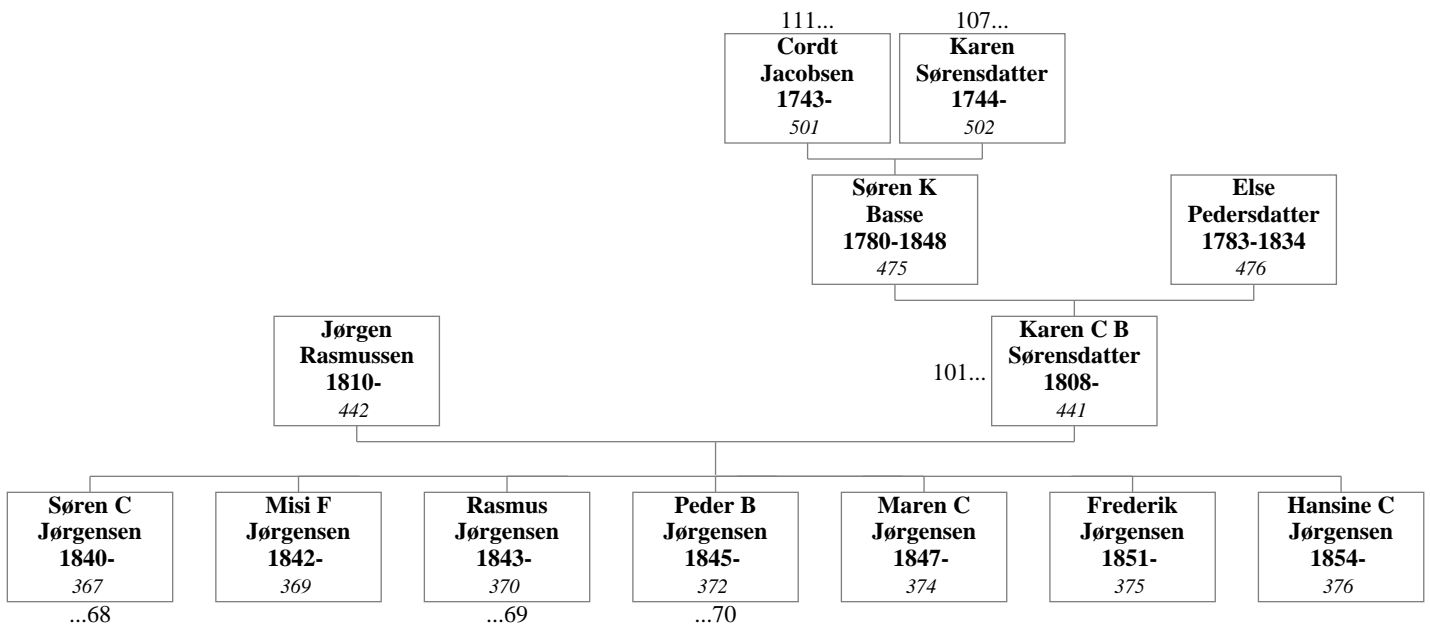 111...
Cordt
Jacobsen
1743-
501
107...
Karen
Sørensdatter
1744-
502
Søren K
Basse
1780-1848
475
Else
Pedersdatter
1783-1834
476
Jørgen
Rasmussen
1810-
442
101...
Karen C B
Sørensdatter
1808-
441
Søren C
Jørgensen
1840-
367
...68
Misi F
Jørgensen
1842-
369
Rasmus
Jørgensen
1843-
370
...69
Peder B
Jørgensen
1845-
372
...70
Maren C
Jørgensen
1847-
374
Frederik
Jørgensen
1851-
375
Hansine C
Jørgensen
1854-
376